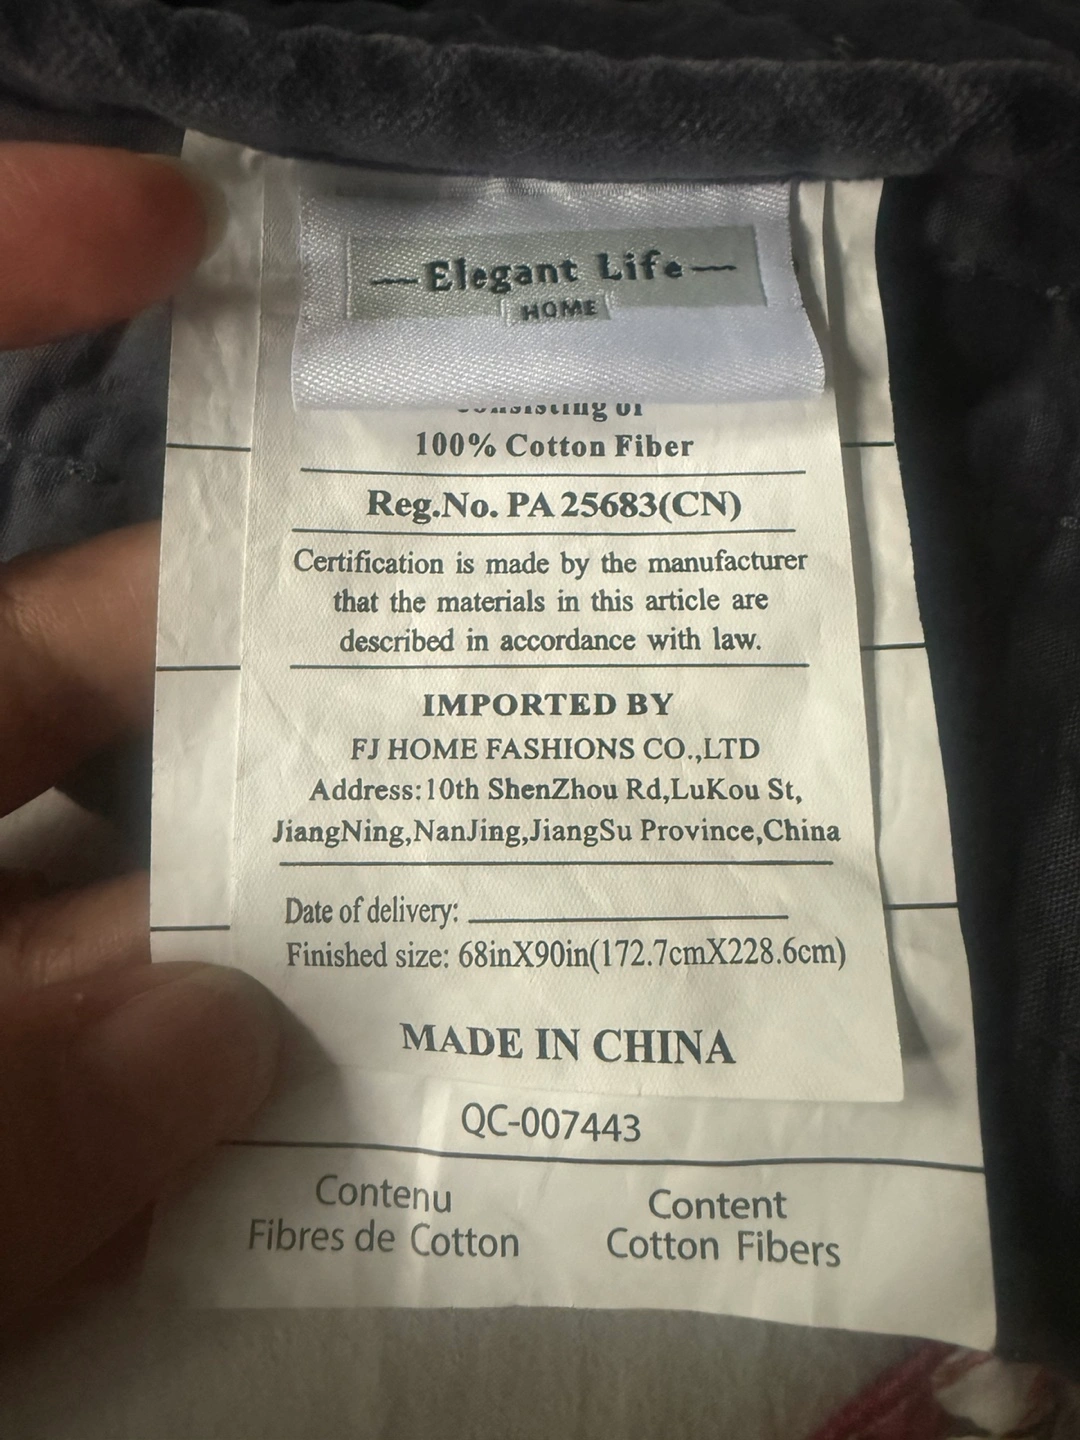 Elegant Life
HOME
consisting of
100% Cotton Fiber
Reg.No. PA 25683(CN)
Certification is made by the manufacturer
that the materials in this article are
described in accordance with law.
IMPORTED BY
FJ HOME FASHIONS CO.,LTD
Address:10th ShenZhou Rd,LuKou St,
JiangNing,NanJing,JiangSu Province,China
Date of delivery:
Finished size: 68inX90in(172.7cmX228.6cm)
MADE IN CHINA
QC-007443
Contenu
Fibres de Cotton
Content
Cotton Fibers